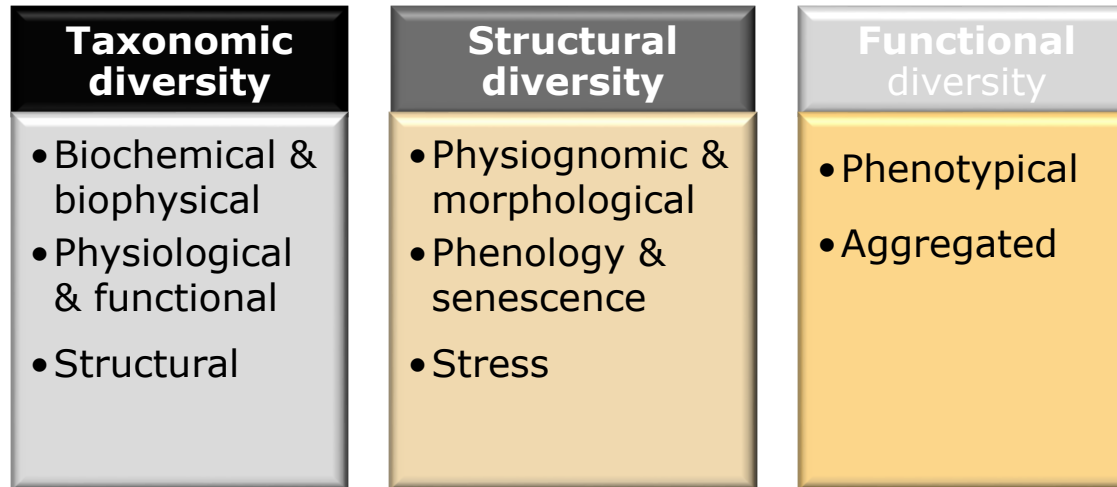 Taxonomic
diversity
• Biochemical &
biophysical
• Physiological
& functional
• Structural
Structural
diversity
• Physiognomic &
morphological
• Phenology &
senescence
• Stress
Functional
diversity
• Phenotypical
• Aggregated